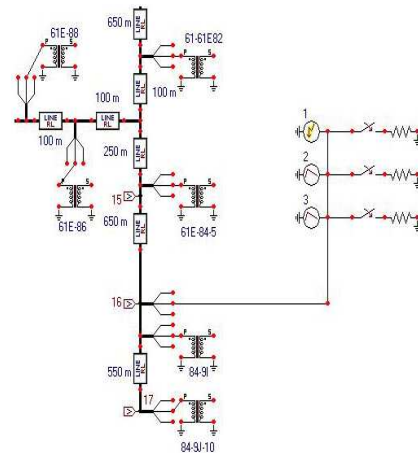 650 m
LINE RL
61E-88
61-61E82
P S
P S
LINE RL
100 m
100 m
LINE RL
LINE RL
100 m
1
250 m
LINE RL
2
P S
P S
15
650 m
LINE RL
61E-86
61E-84-5
3
16
P S
84-9I
550 m
LINE RL
17
P S
84-9J-10